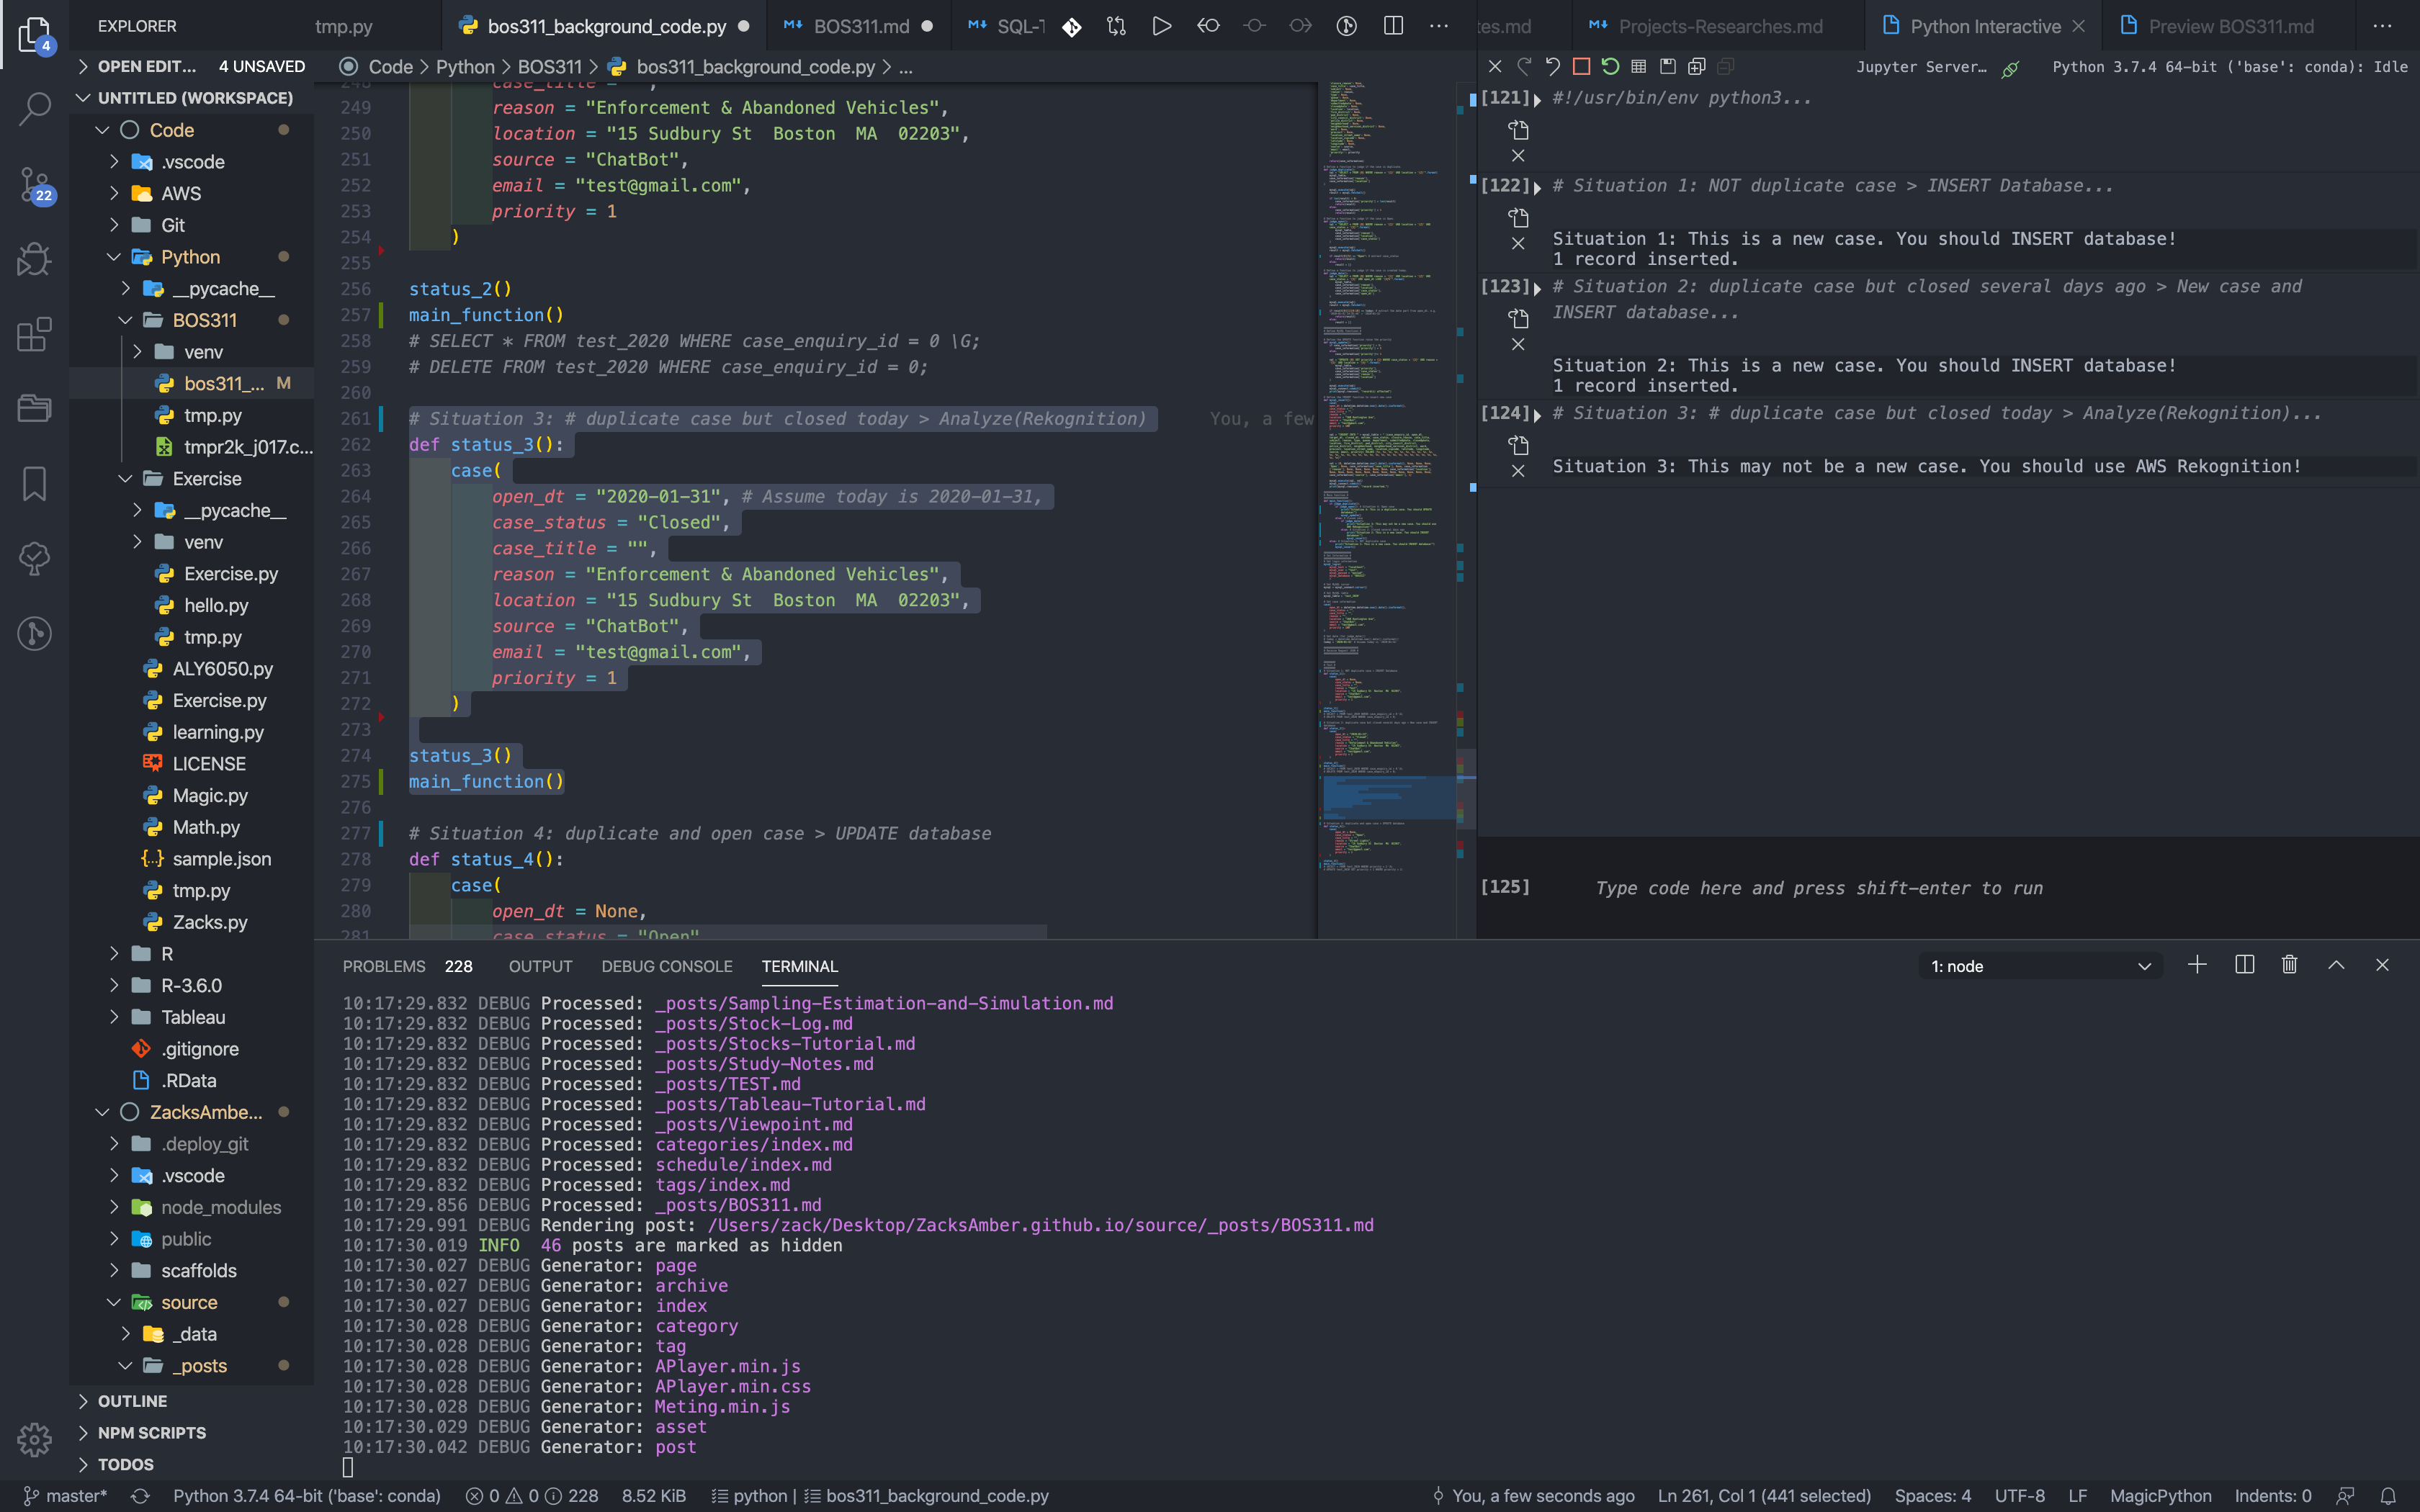 EXPLORER
tmp.py
bos311_background_code.py
BOS311.md
SQL-T
tes.md
Projects-Researches.md
Python Interactive
Preview BOS311.md
4
22
OPEN EDIT... 4 UNSAVED
UNTITLED (WORKSPACE)
Code
.vscode
AWS
Git
Python
__pycache__
BOS311
venv
bos311_... M
tmp.py
tmpr2k_j017.c...
Exercise
__pycache__
venv
Exercise.py
hello.py
tmp.py
ALY6050.py
Exercise.py
learning.py
LICENSE
Magic.py
Math.py
sample.json
tmp.py
Zacks.py
R
R-3.6.0
Tableau
.gitignore
.RData
ZacksAmbe...
.deploy_git
.vscode
node_modules
public
scaffolds
source
_data
_posts
OUTLINE
NPM SCRIPTS
TODOS
Code > Python > BOS311 > bos311_background_code.py > ...
248 case_title = "",
249 reason = "Enforcement & Abandoned Vehicles",
250 location = "15 Sudbury St  Boston  MA  02203",
251 source = "ChatBot",
252 email = "test@gmail.com",
253 priority = 1
254 )
255
256 status_2()
257 main_function()
258 # SELECT * FROM test_2020 WHERE case_enquiry_id = 0 \G;
259 # DELETE FROM test_2020 WHERE case_enquiry_id = 0;
260
261 # Situation 3: # duplicate case but closed today > Analyze(Rekognition) You, a few
262 def status_3():
263 case(
264 open_dt = "2020-01-31", # Assume today is 2020-01-31,
265 case_status = "Closed",
266 case_title = "",
267 reason = "Enforcement & Abandoned Vehicles",
268 location = "15 Sudbury St  Boston  MA  02203",
269 source = "ChatBot",
270 email = "test@gmail.com",
271 priority = 1
272 )
273
274 status_3()
275 main_function()
276
277 # Situation 4: duplicate and open case > UPDATE database
278 def status_4():
279 case(
280 open_dt = None,
281 case_status = "Open"
Jupyter Server… Python 3.7.4 64-bit ('base': conda): Idle
[121] #!/usr/bin/env python3...
[122] # Situation 1: NOT duplicate case > INSERT Database...
Situation 1: This is a new case. You should INSERT database!
1 record inserted.
[123] # Situation 2: duplicate case but closed several days ago > New case and
INSERT database...
Situation 2: This is a new case. You should INSERT database!
1 record inserted.
[124] # Situation 3: # duplicate case but closed today > Analyze(Rekognition)...
Situation 3: This may not be a new case. You should use AWS Rekognition!
[125] Type code here and press shift-enter to run
PROBLEMS 228 OUTPUT DEBUG CONSOLE TERMINAL
1: node
10:17:29.832 DEBUG Processed: _posts/Sampling-Estimation-and-Simulation.md
10:17:29.832 DEBUG Processed: _posts/Stock-Log.md
10:17:29.832 DEBUG Processed: _posts/Stocks-Tutorial.md
10:17:29.832 DEBUG Processed: _posts/Study-Notes.md
10:17:29.832 DEBUG Processed: _posts/TEST.md
10:17:29.832 DEBUG Processed: _posts/Tableau-Tutorial.md
10:17:29.832 DEBUG Processed: _posts/Viewpoint.md
10:17:29.832 DEBUG Processed: categories/index.md
10:17:29.832 DEBUG Processed: schedule/index.md
10:17:29.832 DEBUG Processed: tags/index.md
10:17:29.856 DEBUG Processed: _posts/BOS311.md
10:17:29.991 DEBUG Rendering post: /Users/zack/Desktop/ZacksAmber.github.io/source/_posts/BOS311.md
10:17:30.019 INFO  46 posts are marked as hidden
10:17:30.027 DEBUG Generator: page
10:17:30.027 DEBUG Generator: archive
10:17:30.027 DEBUG Generator: index
10:17:30.028 DEBUG Generator: category
10:17:30.028 DEBUG Generator: tag
10:17:30.028 DEBUG Generator: APlayer.min.js
10:17:30.028 DEBUG Generator: APlayer.min.css
10:17:30.028 DEBUG Generator: Meting.min.js
10:17:30.029 DEBUG Generator: asset
10:17:30.042 DEBUG Generator: post
master* Python 3.7.4 64-bit ('base': conda) 0 0 228 8.52 KiB python | bos311_background_code.py You, a few seconds ago Ln 261, Col 1 (441 selected) Spaces: 4 UTF-8 LF MagicPython Indents: 0